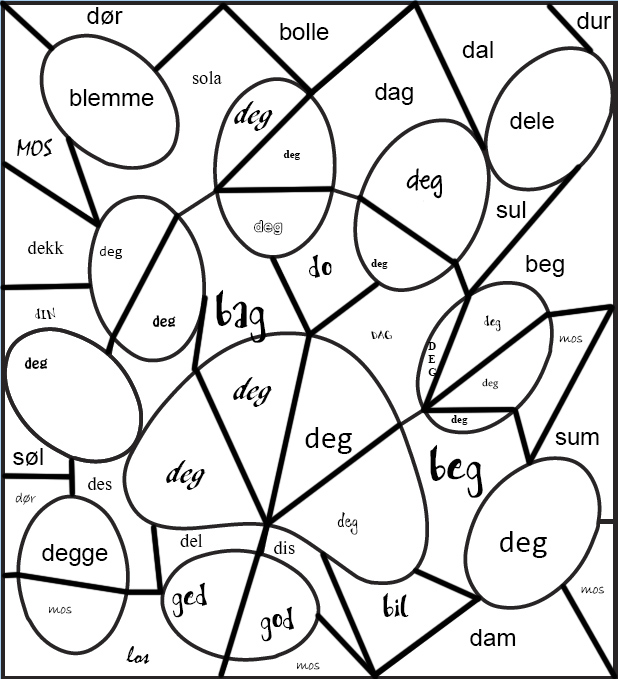 dør
dur
bolle
dal
sola
dag
blemme
deg
dele
MOS
deg
deg
sul
deg
dekk
deg
do
deg
beg
dIN
deg
bag
DAG
deg
mos
deg
DEG
deg
deg
deg
deg
sum
søl
deg
beg
des
dør
deg
del
dis
degge
deg
mos
ged
god
bil
mos
los
mos
dam